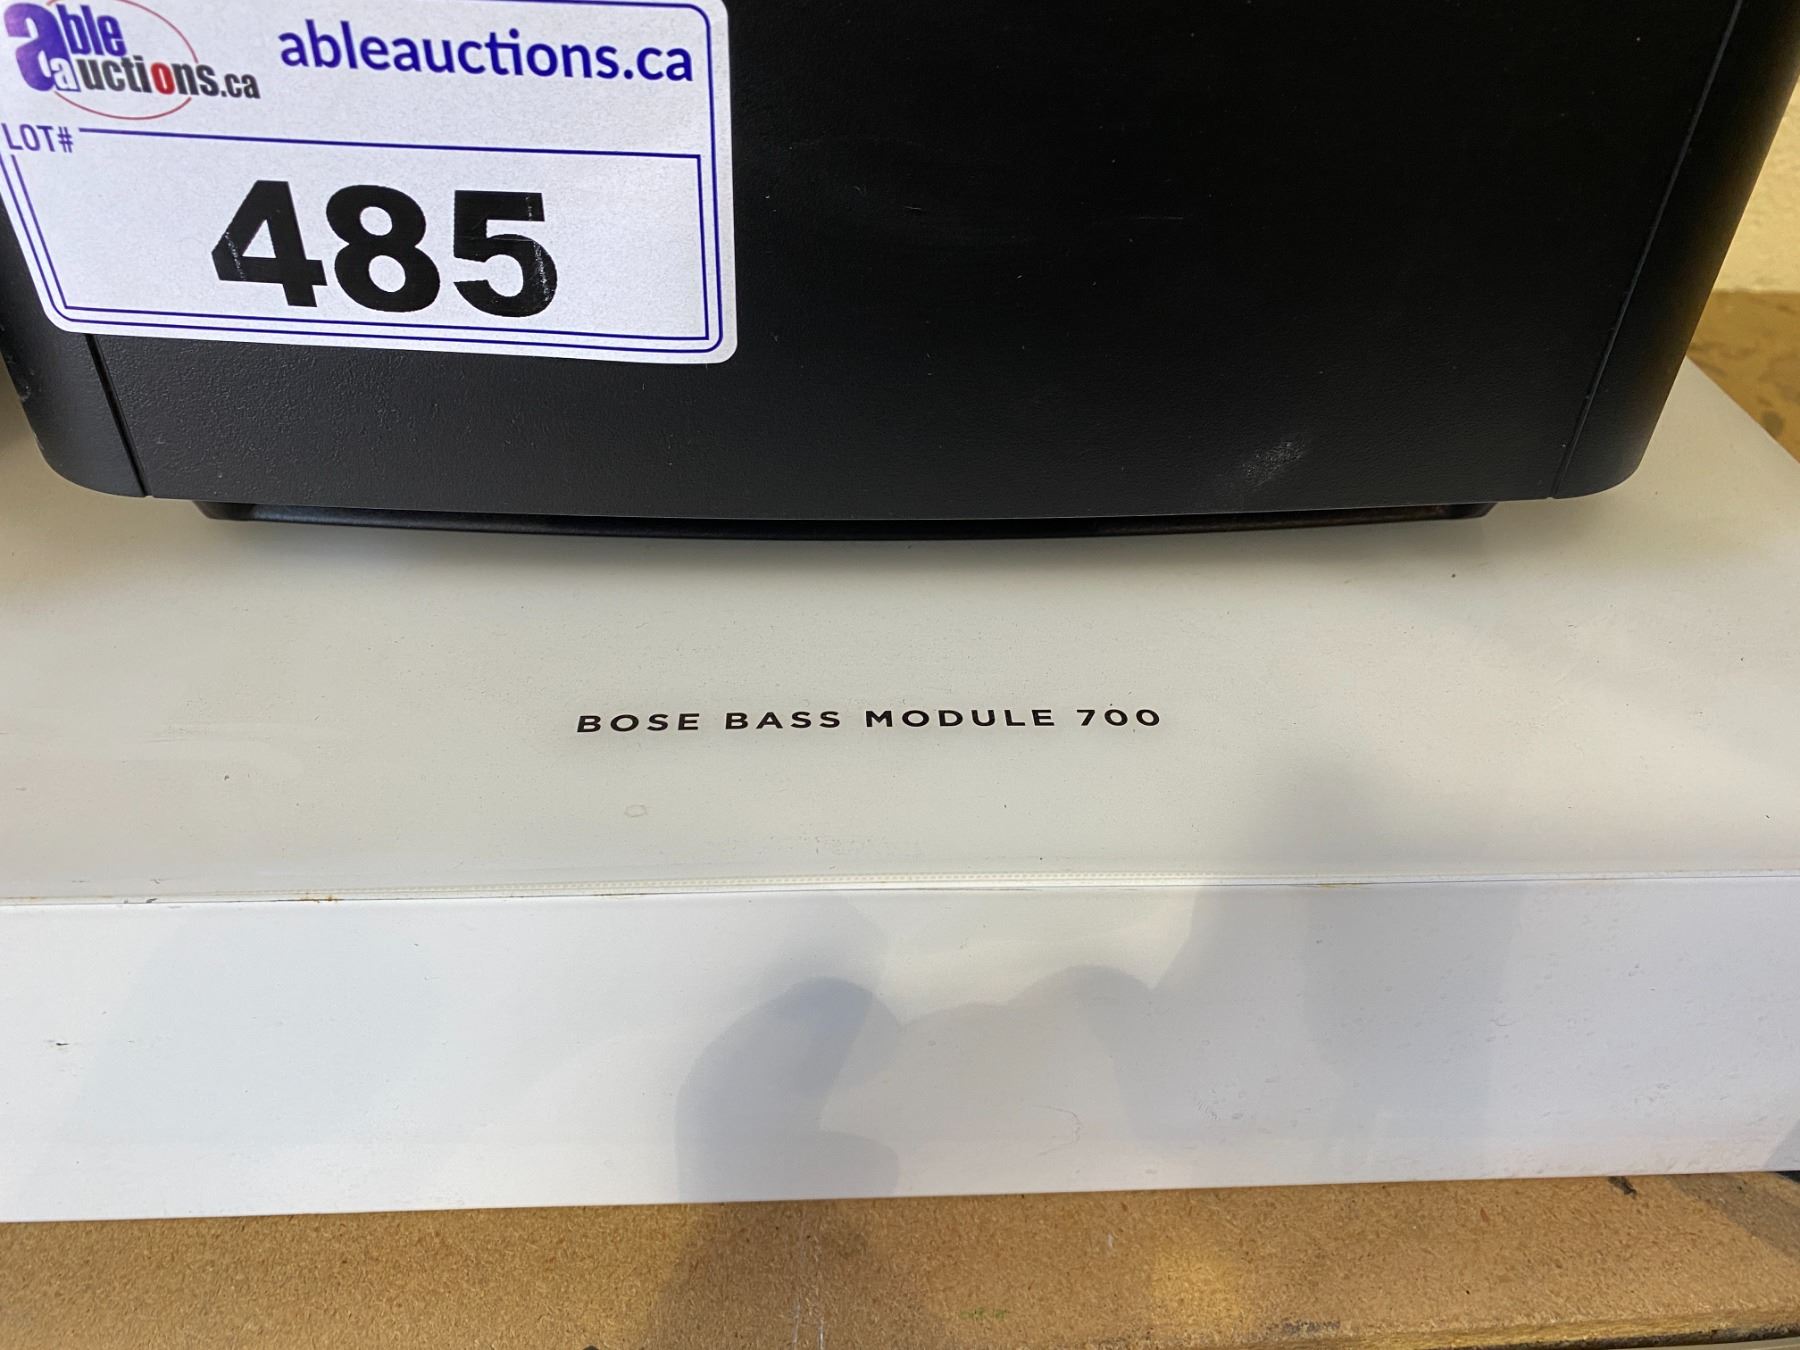 able auctions.ca
ableauctions.ca
LOT#
485
BOSE BASS MODULE 700